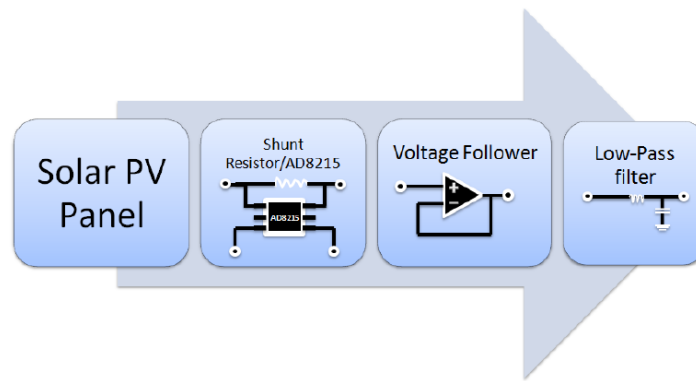 Solar PV
Panel
Shunt
Resistor/AD8215
AD8215
Voltage Follower
+
−
Low-Pass
filter